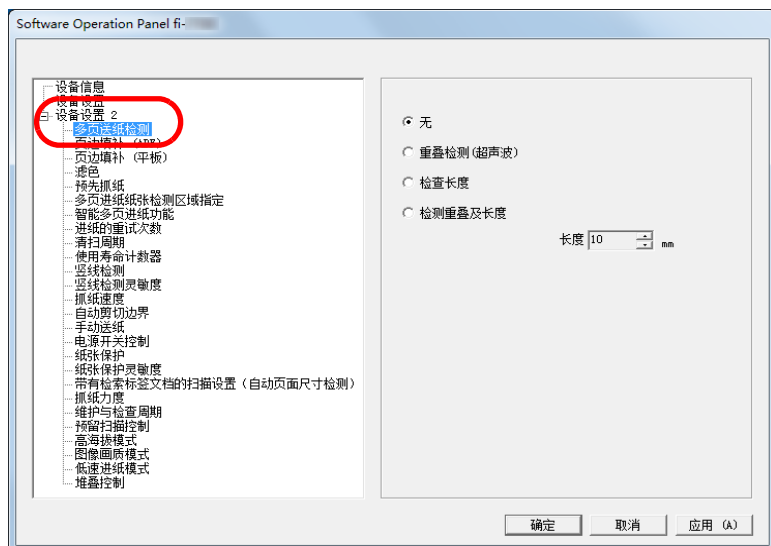 Software Operation Panel fi-
设备信息
设备设置
设备设置 2
多页送纸检测
页边填补 (ADF)
页边填补 (平板)
滤色
预先抓纸
多页进纸纸张检测区域指定
智能多页进纸功能
进纸的重试次数
清扫周期
使用寿命计数器
竖线检测
竖线检测灵敏度
抓纸速度
自动剪切边界
手动送纸
电源开关控制
纸张保护
纸张保护灵敏度
带有检索标签文档的扫描设置(自动页面尺寸检测)
抓纸力度
维护与检查周期
预留扫描控制
高海拔模式
图像画质模式
低速进纸模式
堆叠控制
无
重叠检测(超声波)
检查长度
检测重叠及长度
长度 10 mm
确定 取消 应用 (A)